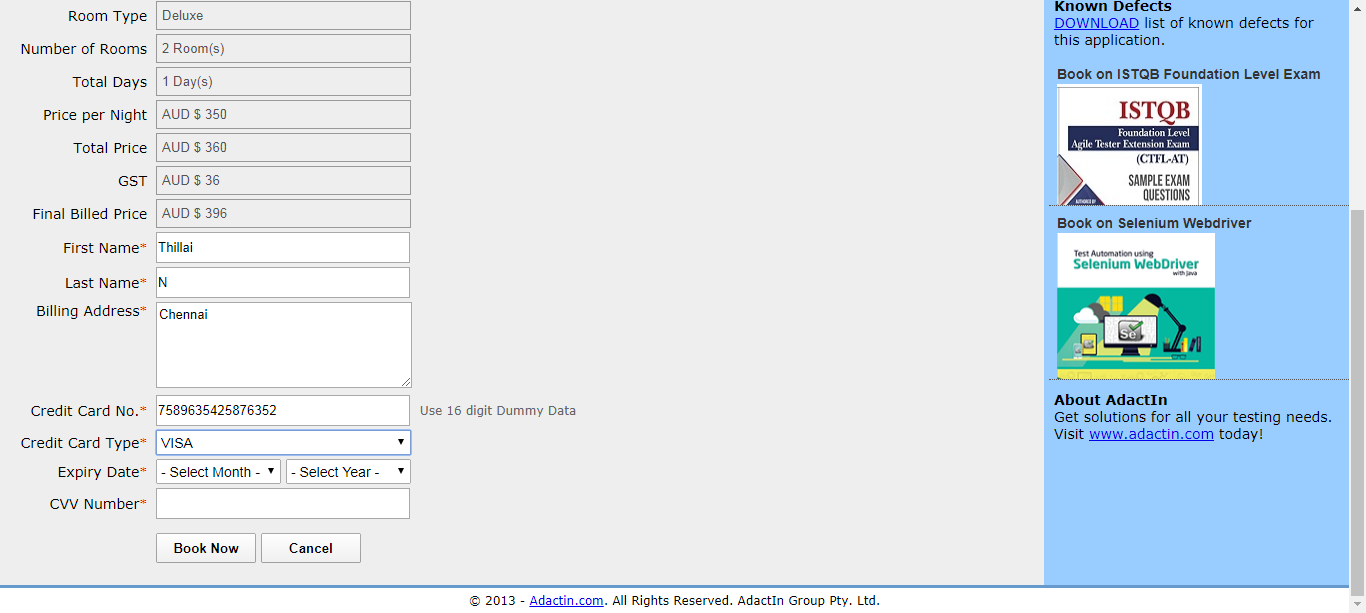 Room Type Deluxe
Number of Rooms 2 Room(s)
Total Days 1 Day(s)
Price per Night AUD $ 350
Total Price AUD $ 360
GST AUD $ 36
Final Billed Price AUD $ 396
First Name* Thillai
Last Name* N
Billing Address* Chennai
Credit Card No.* 7589635425876352 Use 16 digit Dummy Data
Credit Card Type* VISA
Expiry Date* - Select Month - - Select Year -
CVV Number*
Book Now Cancel
Known Defects
DOWNLOAD list of known defects for
this application.
Book on ISTQB Foundation Level Exam
ISTQB
Foundation Level
Agile Tester Extension Exam
(CTFL-AT)
SAMPLE EXAM
QUESTIONS
AUTHORED BY
Book on Selenium Webdriver
Test Automation using
Selenium WebDriver
with Java
Se
About AdactIn
Get solutions for all your testing needs.
Visit www.adactin.com today!
© 2013 - Adactin.com. All Rights Reserved. AdactIn Group Pty. Ltd.